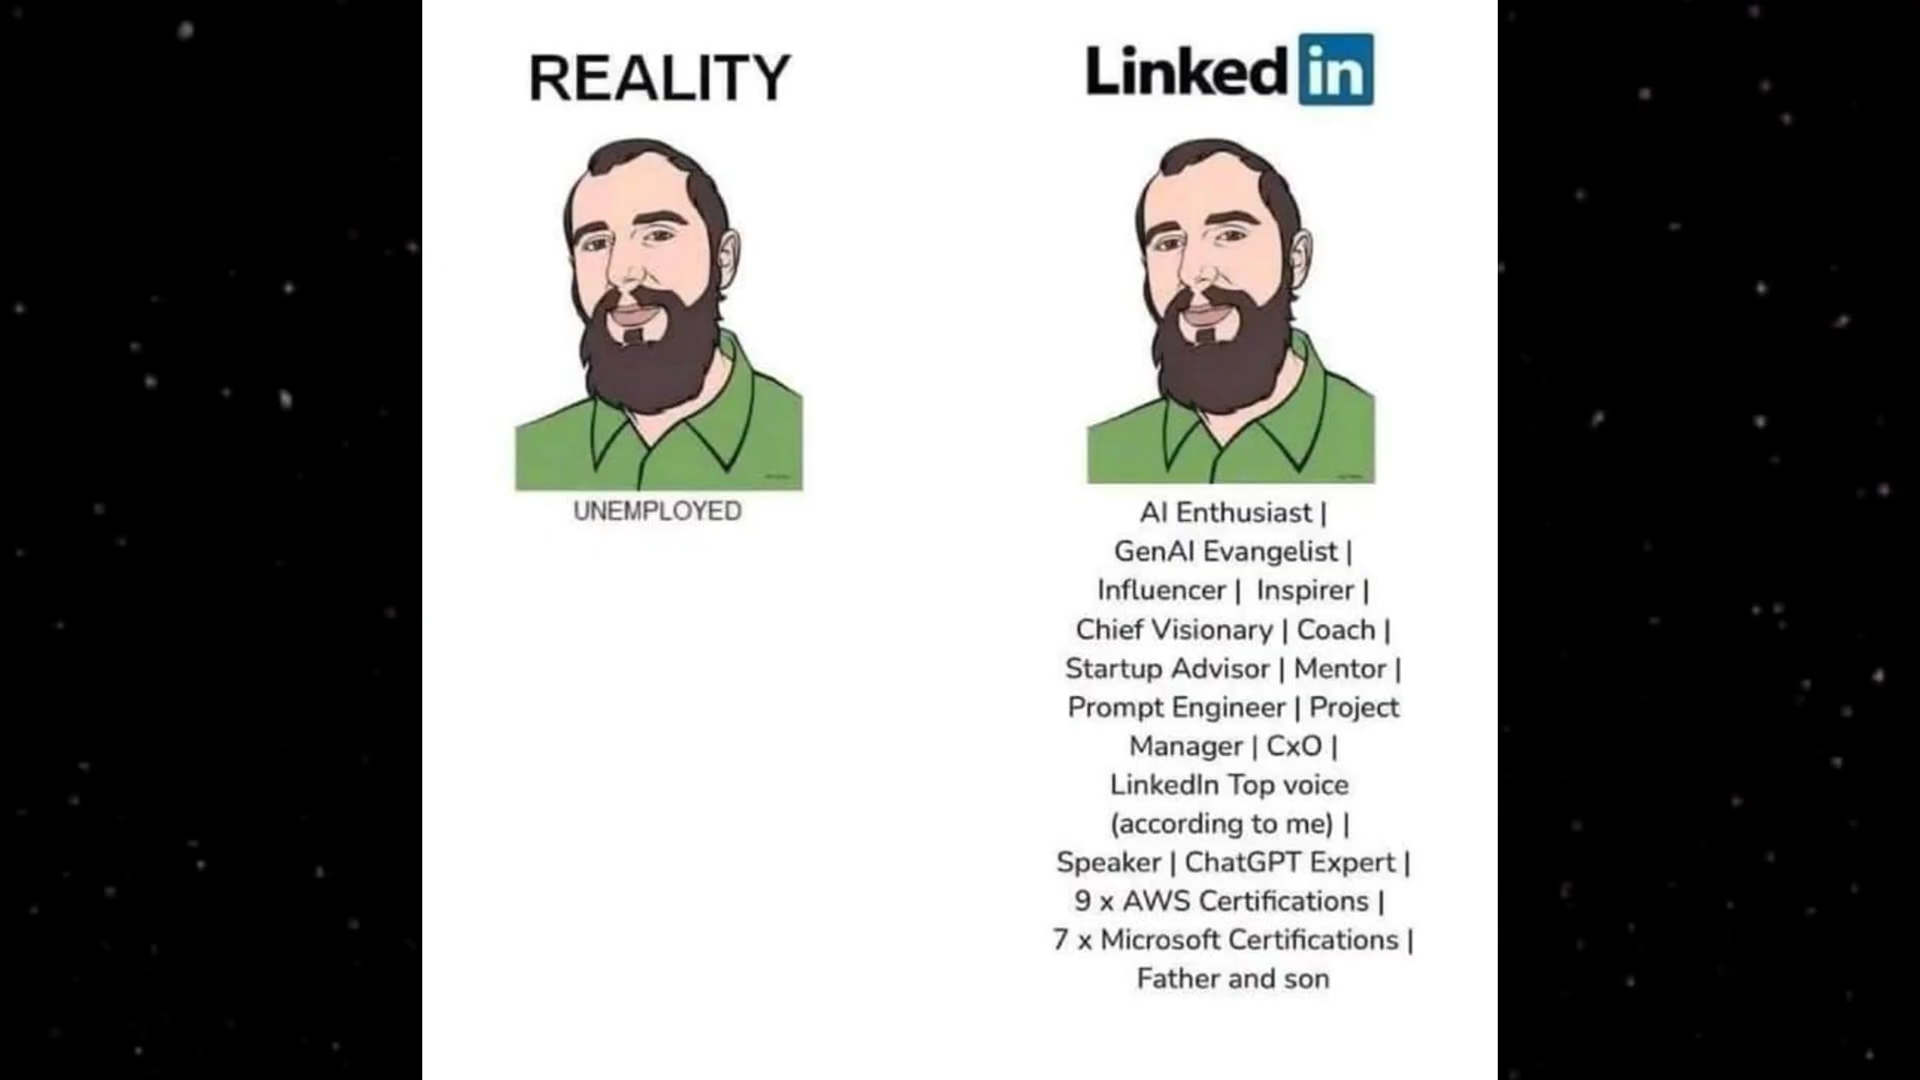 REALITY
LinkedIn
UNEMPLOYED
AI Enthusiast |
GenAI Evangelist |
Influencer | Inspirer |
Chief Visionary | Coach |
Startup Advisor | Mentor |
Prompt Engineer | Project
Manager | CxO |
LinkedIn Top voice
(according to me) |
Speaker | ChatGPT Expert |
9 x AWS Certifications |
7 x Microsoft Certifications |
Father and son